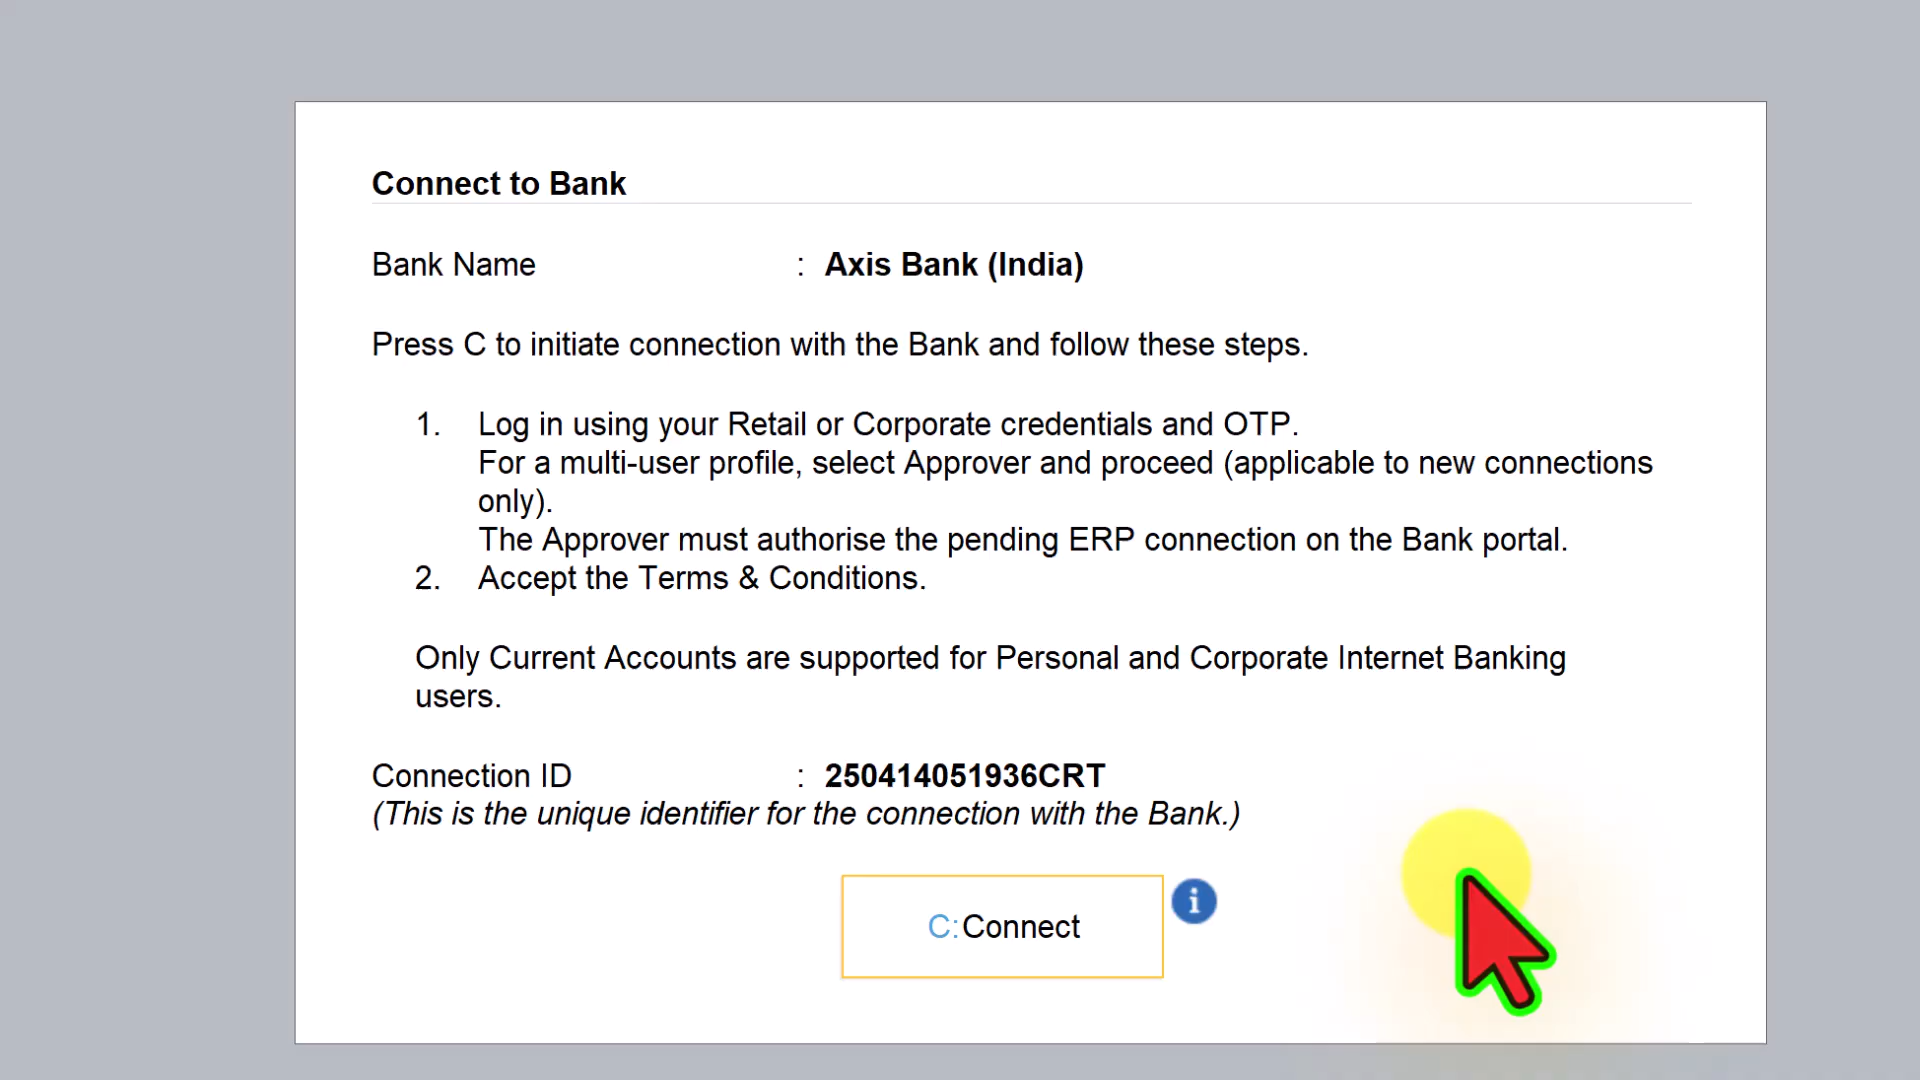 Connect to Bank
Bank Name : Axis Bank (India)
Press C to initiate connection with the Bank and follow these steps.
1. Log in using your Retail or Corporate credentials and OTP.
For a multi-user profile, select Approver and proceed (applicable to new connections
only).
The Approver must authorise the pending ERP connection on the Bank portal.
2. Accept the Terms & Conditions.
Only Current Accounts are supported for Personal and Corporate Internet Banking
users.
Connection ID : 250414051936CRT
(This is the unique identifier for the connection with the Bank.)
C:Connect i